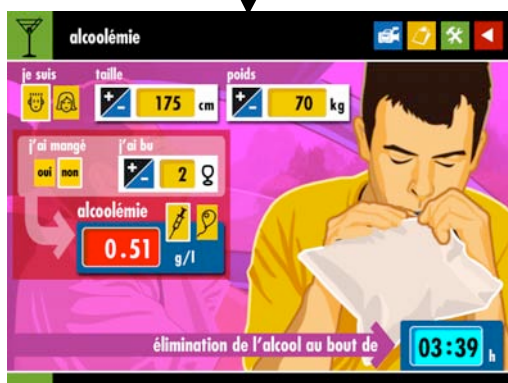 alcoolémie
je suis taille poids
175 cm 70 kg
j'ai mangé j'ai bu
oui non 2
alcoolémie
0.51 g/l
élimination de l'alcool au bout de 03:39 h